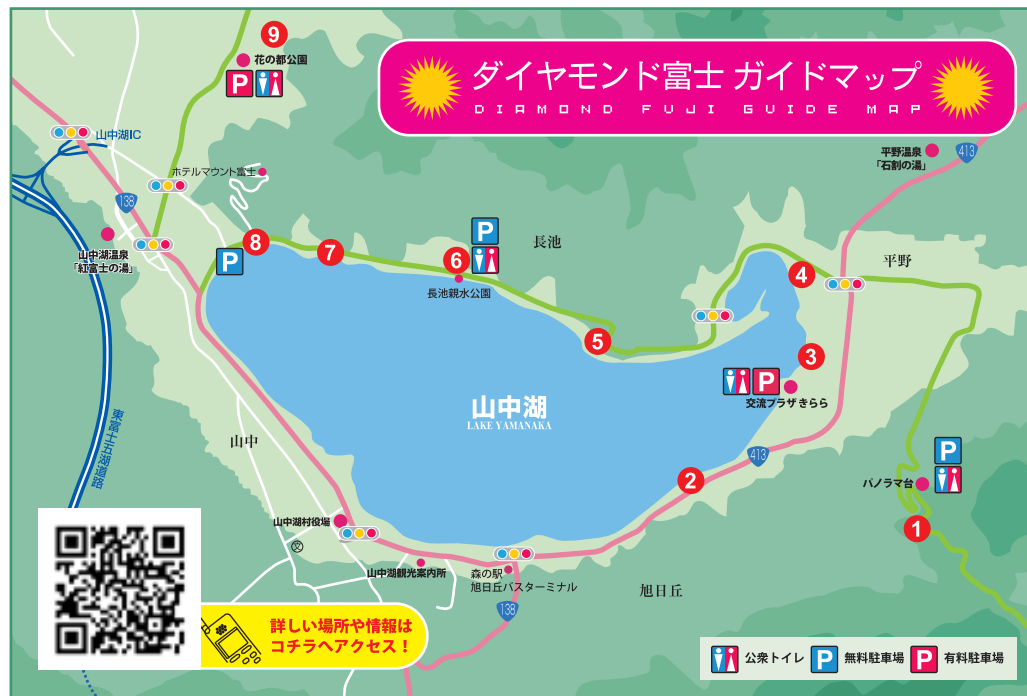 ダイヤモンド富士 ガイドマップ
DIAMOND FUJI GUIDE MAP
9
花の都公園
P
山中湖IC
ホテルマウント富士
138
山中湖温泉
「紅富士の湯」
P
8
7
6
P
長池親水公園
長池
5
4
平野
平野温泉
「石割の湯」
413
3
P
交流プラザ きらら
山中湖
LAKE YAMANAKA
413
2
P
パノラマ台
1
東富士五湖道路
山中
山中湖村役場
文
山中湖観光案内所
森の駅
旭日丘バスターミナル
138
旭日丘
詳しい場所や情報は
コチラへアクセス！
公衆トイレ P 無料駐車場 P 有料駐車場